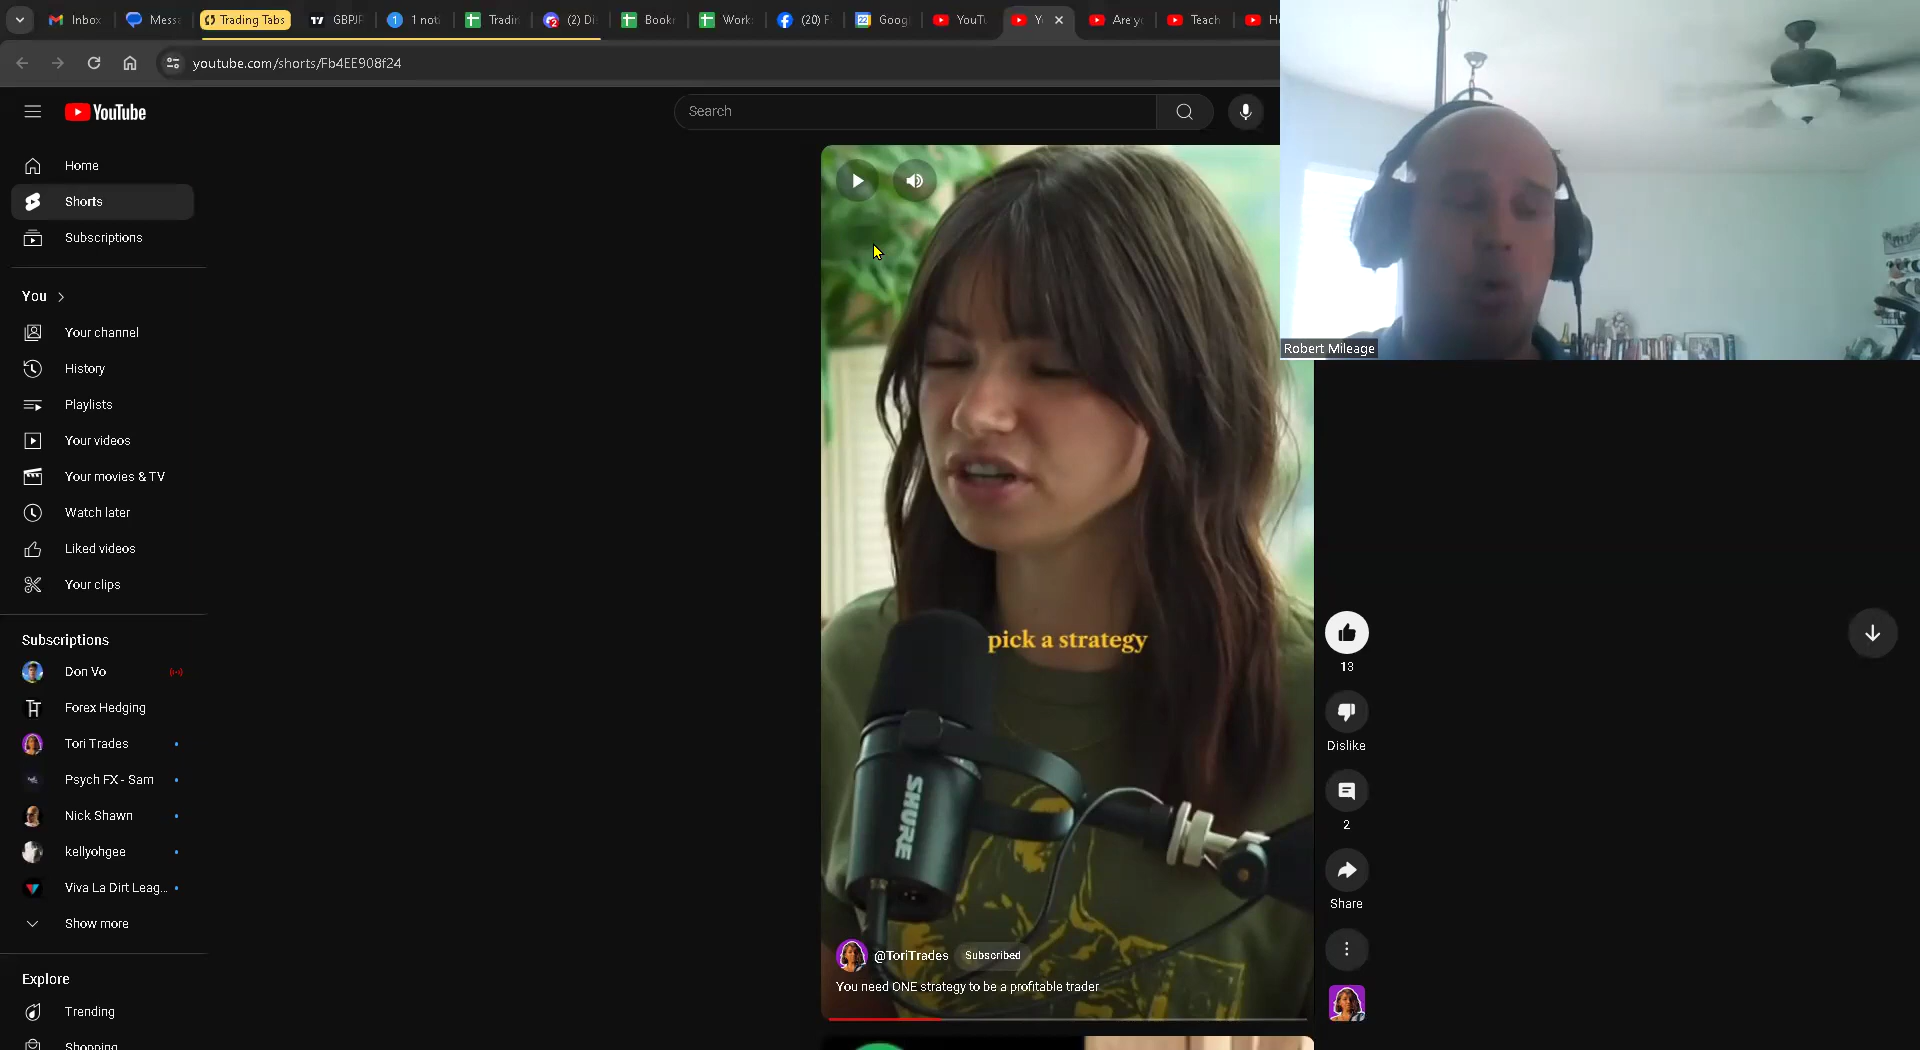 Inbox
Mess
Trading Tabs
GBPJF
1 noti
Tradin
(2) Di
Bookr
Work
(20) F
Goog
YouTu
Y
Are yo
Teach
youtube.com/shorts/Fb4EE908f24
YouTube
Search
Home
Shorts
Subscriptions
You
Your channel
History
Playlists
Your videos
Your movies & TV
Watch later
Liked videos
Your clips
Subscriptions
Don Vo
Forex Hedging
Tori Trades
Psych FX - Sam
Nick Shawn
kellyohgee
Viva La Dirt Leag...
Show more
Explore
Trending
Shopping
Robert Mileage
pick a strategy
SHURE
@ToriTrades Subscribed
You need ONE strategy to be a profitable trader
13
Dislike
2
Share